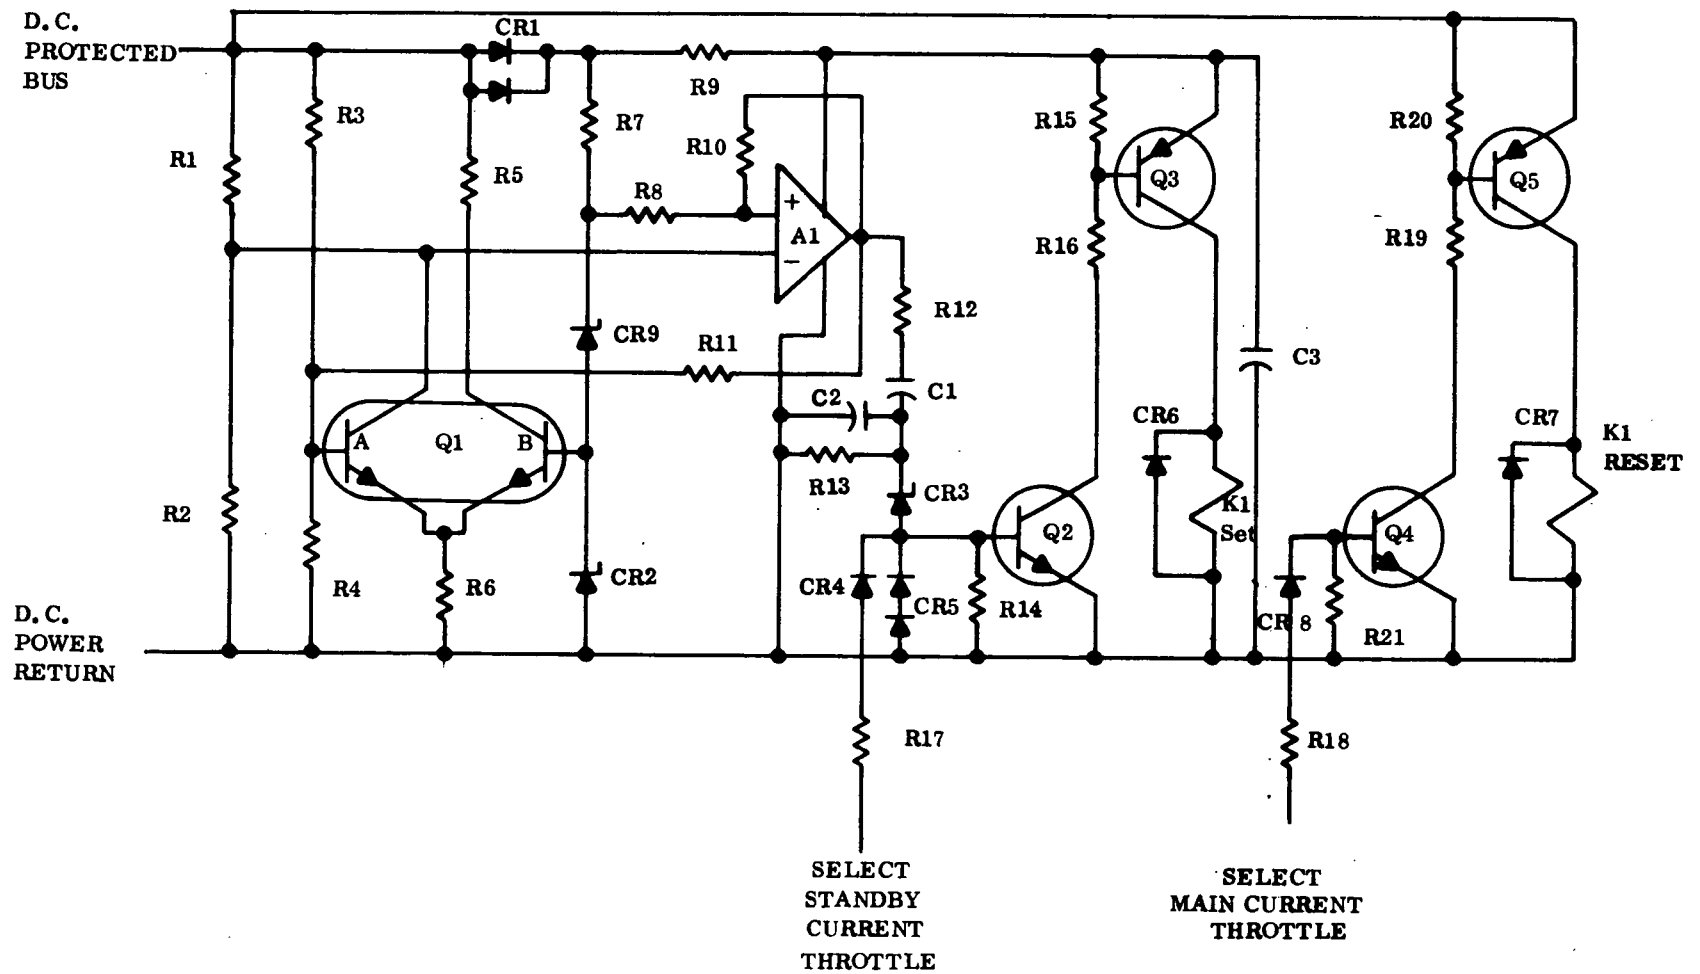 D. C.
PROTECTED
BUS
CR1
R9
R3
R7
R15
R20
R10
R1
R5
R8
Q3
Q5
+
A1
−
R16
R19
R12
CR9
R11
C3
C2
C1
CR6
CR7
K1
RESET
A
Q1
B
R13
CR3
K1
Set
R2
Q2
Q4
R4
R6
CR2
CR4
CR5
R14
CR 8
R21
D. C.
POWER
RETURN
R17
R18
SELECT
STANDBY
CURRENT
THROTTLE
SELECT
MAIN CURRENT
THROTTLE